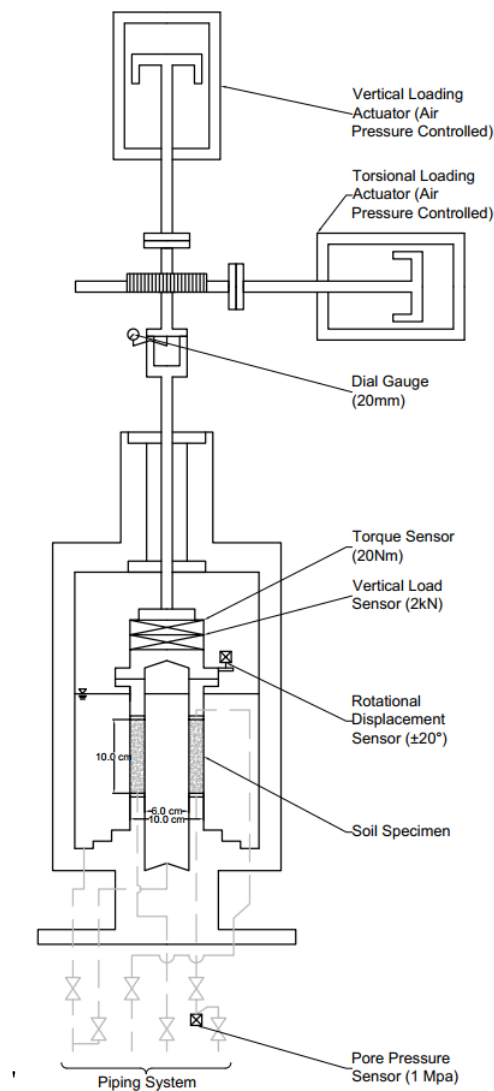 Vertical Loading
Actuator (Air
Pressure Controlled)
Torsional Loading
Actuator (Air
Pressure Controlled)
Dial Gauge
(20mm)
Torque Sensor
(20Nm)
Vertical Load
Sensor (2kN)
Rotational
Displacement
Sensor (±20°)
10.0 cm
6.0 cm
10.0 cm
Soil Specimen
Pore Pressure
Sensor (1 Mpa)
Piping System